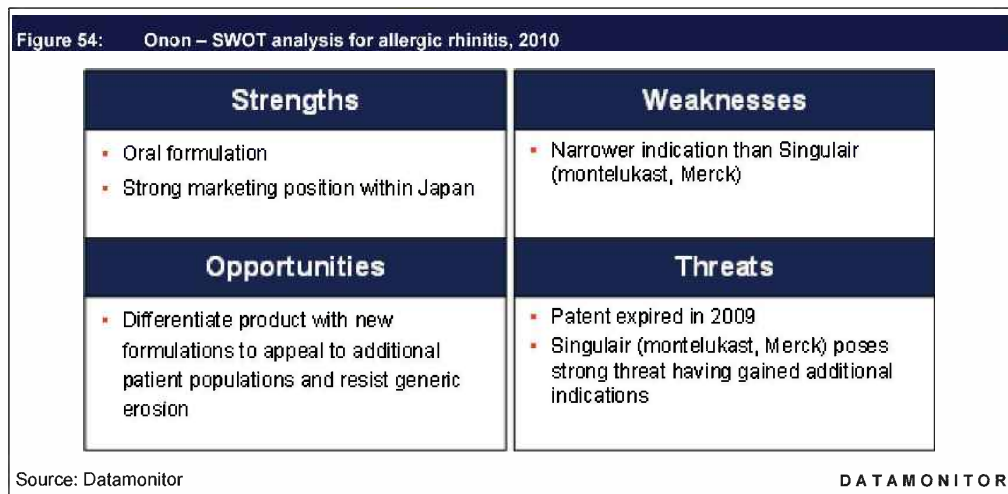 Figure 54: Onon – SWOT analysis for allergic rhinitis, 2010
Strengths
▪ Oral formulation
▪ Strong marketing position within Japan
Weaknesses
▪ Narrower indication than Singulair
(montelukast, Merck)
Opportunities
▪ Differentiate product with new
formulations to appeal to additional
patient populations and resist generic
erosion
Threats
▪ Patent expired in 2009
▪ Singulair (montelukast, Merck) poses
strong threat having gained additional
indications
Source: Datamonitor
DATAMONITOR